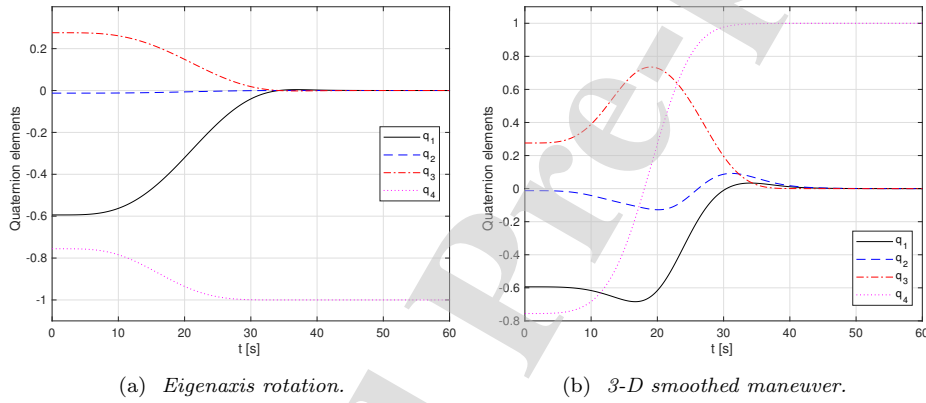 0.2
0
-0.2
-0.4
-0.6
-0.8
-1
0 10 20 30 40 50 60
t [s]
Quaternion elements
q1
q2
q3
q4
(a) Eigenaxis rotation.
1
0.8
0.6
0.4
0.2
0
-0.2
-0.4
-0.6
-0.8
0 10 20 30 40 50 60
t [s]
Quaternion elements
q1
q2
q3
q4
(b) 3-D smoothed maneuver.
Pre-p